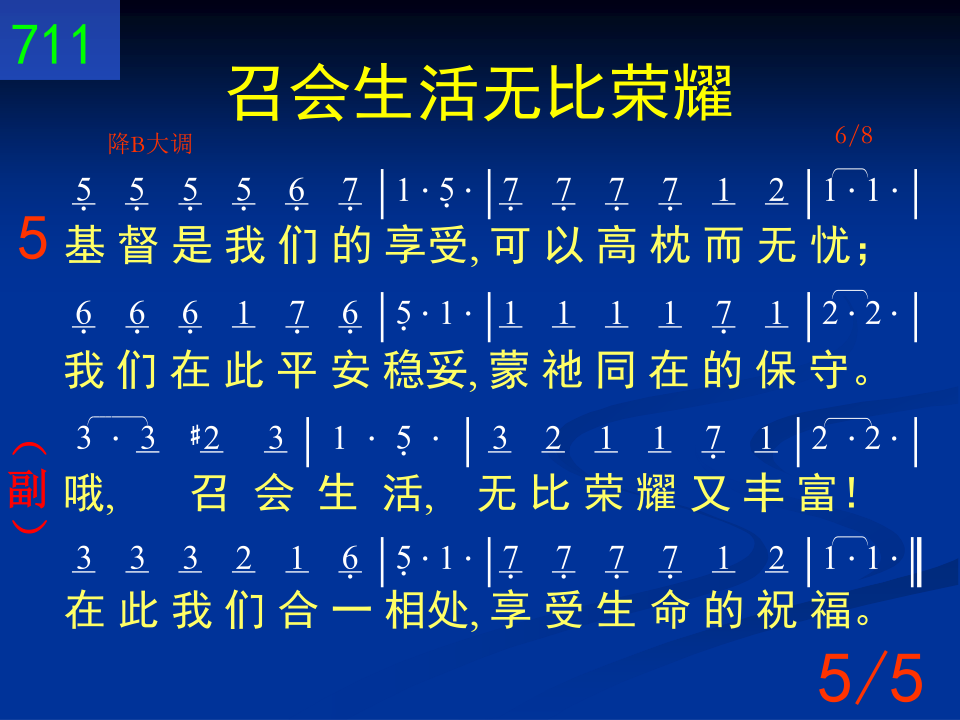 711
召会生活无比荣耀
降B大调
6/8
5̣ 5̣ 5̣ 5̣ 6̣ 7̣ | 1 · 5̣ · | 7̣ 7̣ 7̣ 7̣ 1 2 | 1 · 1 · |
5 基督是我们的享受, 可以高枕而无忧；
6̣ 6̣ 6̣ 1 7̣ 6̣ | 5̣ · 1 · | 1 1 1 1 7̣ 1 | 2 · 2 · |
我们在此平安稳妥, 蒙祂同在的保守。
3 · 3 #2 3 | 1 · 5̣ · | 3 2 1 1 7̣ 1 | 2 · 2 · |
（副） 哦, 召会生活, 无比荣耀又丰富！
3 3 3 2 1 6̣ | 5̣ · 1 · | 7̣ 7̣ 7̣ 7̣ 1 2 | 1 · 1 · ‖
在此我们合一相处, 享受生命的祝福。
5/5